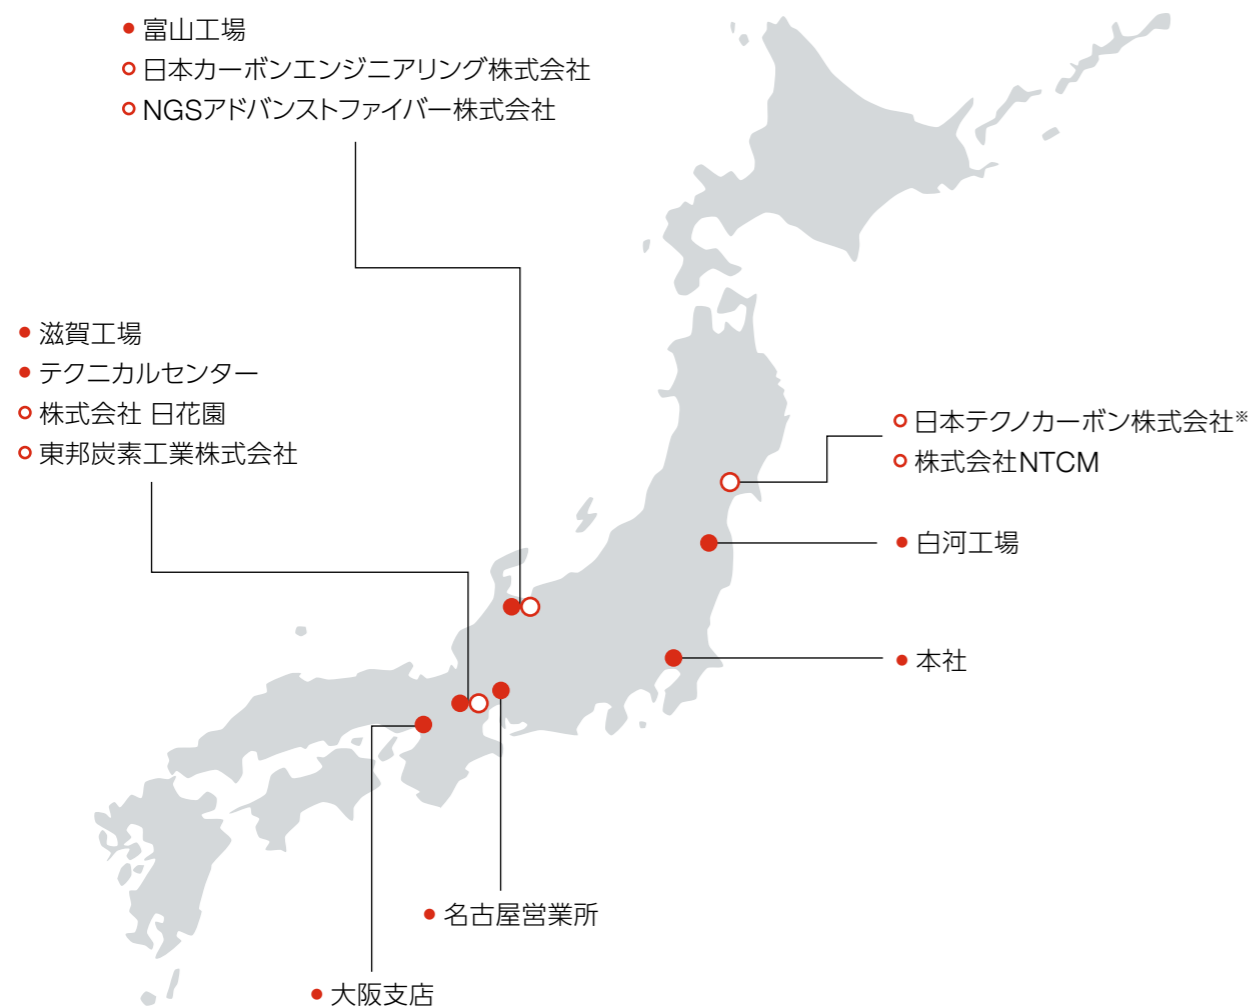 富山工場
日本カーボンエンジニアリング株式会社
NGSアドバンストファイバー株式会社
滋賀工場
テクニカルセンター
株式会社 日花園
東邦炭素工業株式会社
日本テクノカーボン株式会社※
株式会社NTCM
白河工場
本社
名古屋営業所
大阪支店